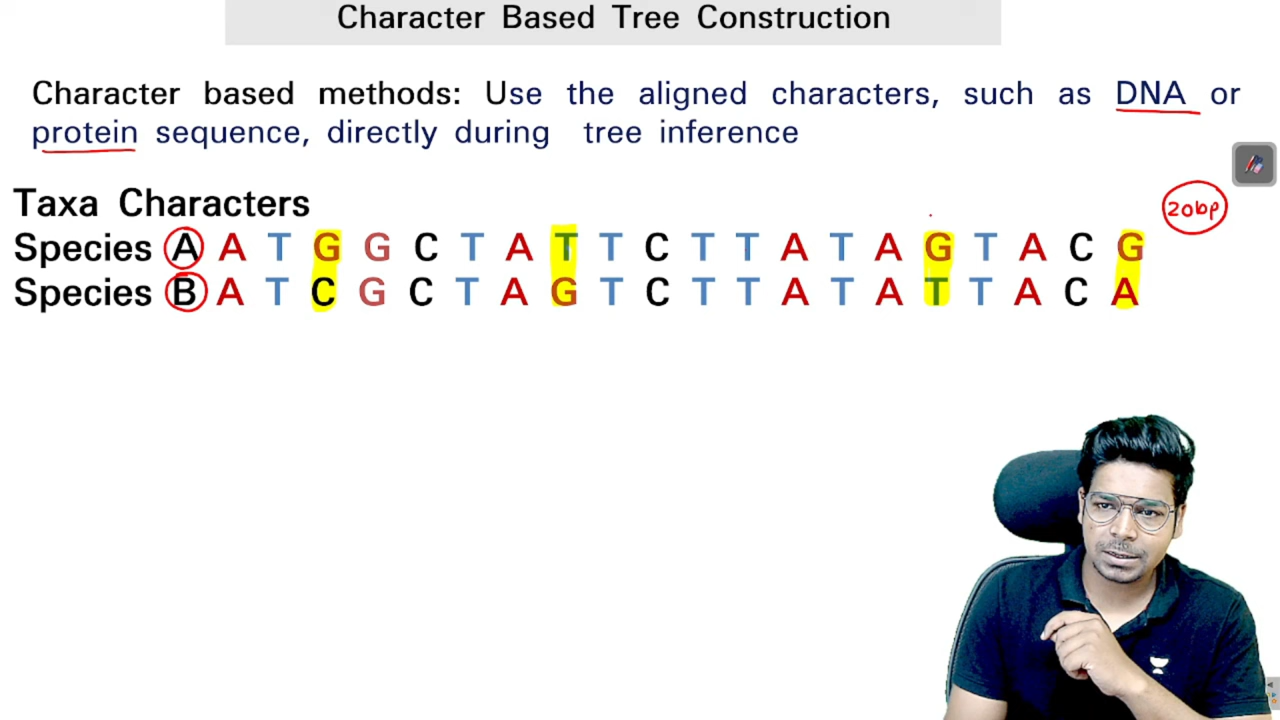 Character Based Tree Construction
Character based methods: Use the aligned characters, such as DNA or
protein sequence, directly during tree inference
Taxa Characters
20bp
Species A A T G G C T A T T C T T A T A G T A C G
Species B A T C G C T A G T C T T A T A T T A C A